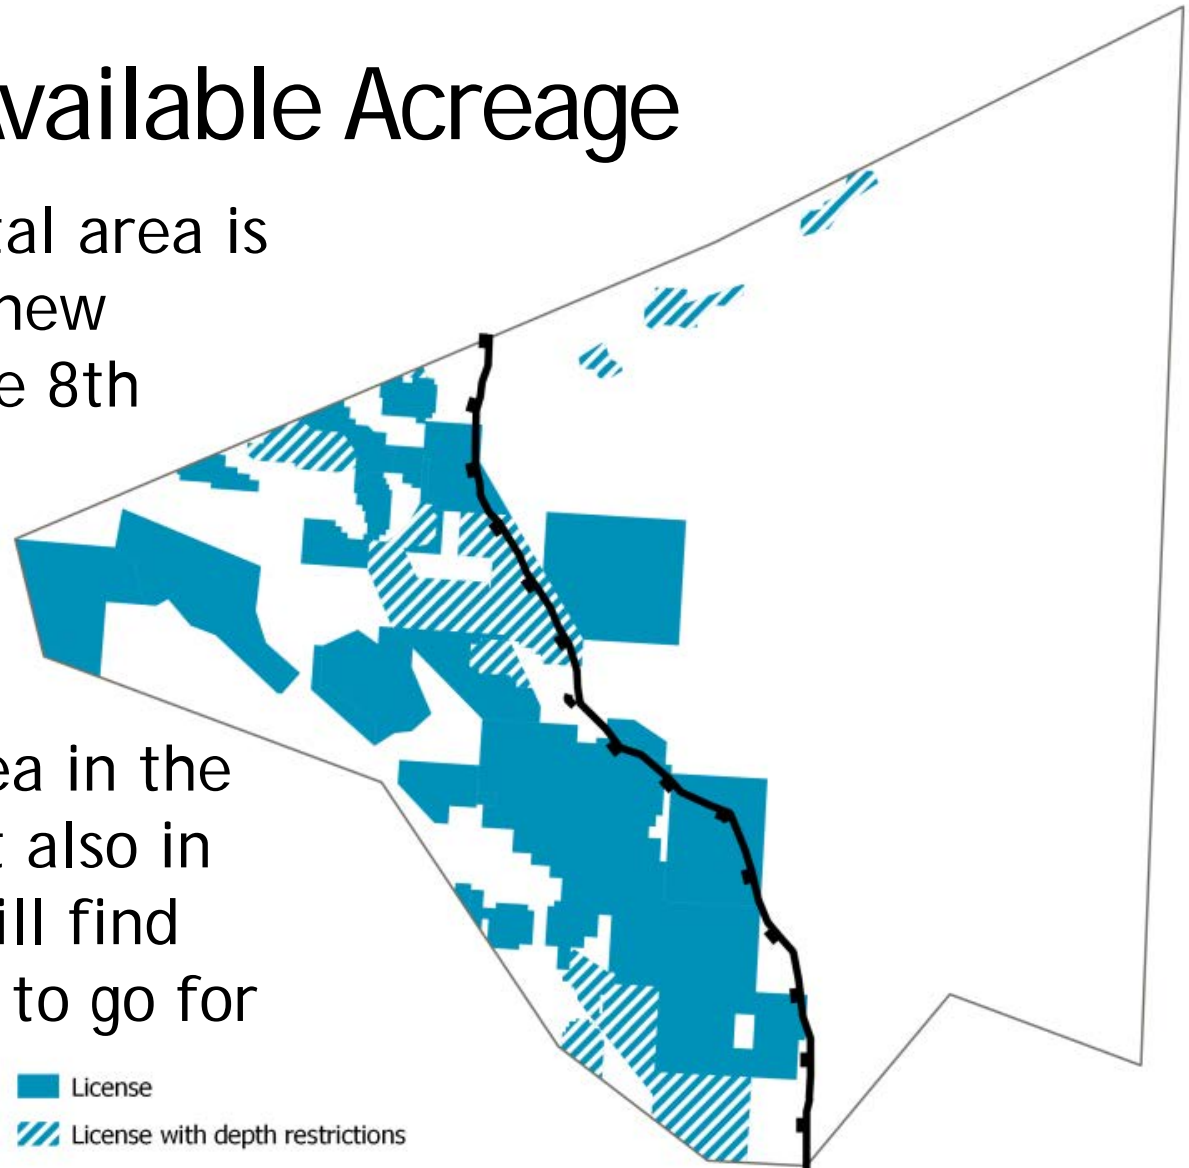 vailable Acreage
tal area is
new
e 8th
ea in the
t also in
ill find
to go for
License
License with depth restrictions